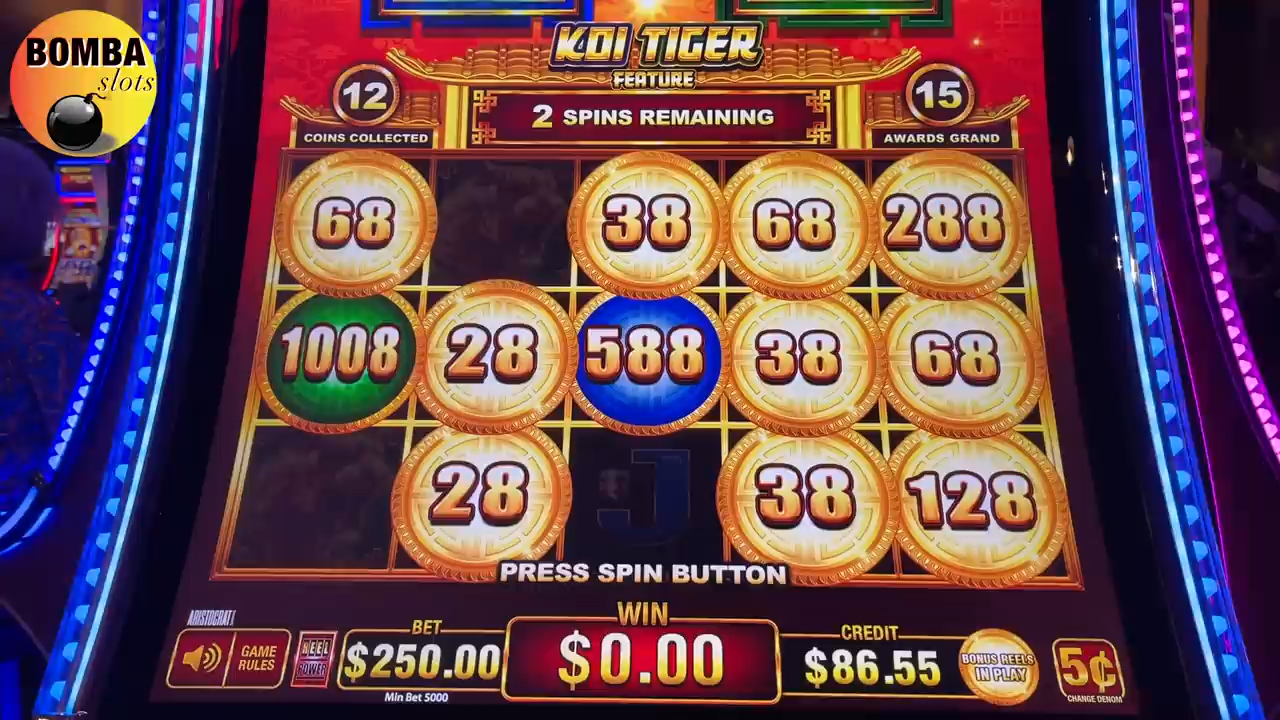 BOMBA
slots
KOI TIGER
FEATURE
12
COINS COLLECTED
2 SPINS REMAINING
15
AWARDS GRAND
68
38
68
288
1008
28
588
38
68
28
J
38
128
PRESS SPIN BUTTON
ARISTOCRAT
GAME
RULES
REEL
POWER
BET
$250.00
Min Bet 5000
WIN
$0.00
CREDIT
$86.55
BONUS REELS
IN PLAY
5¢
CHANGE DENOM